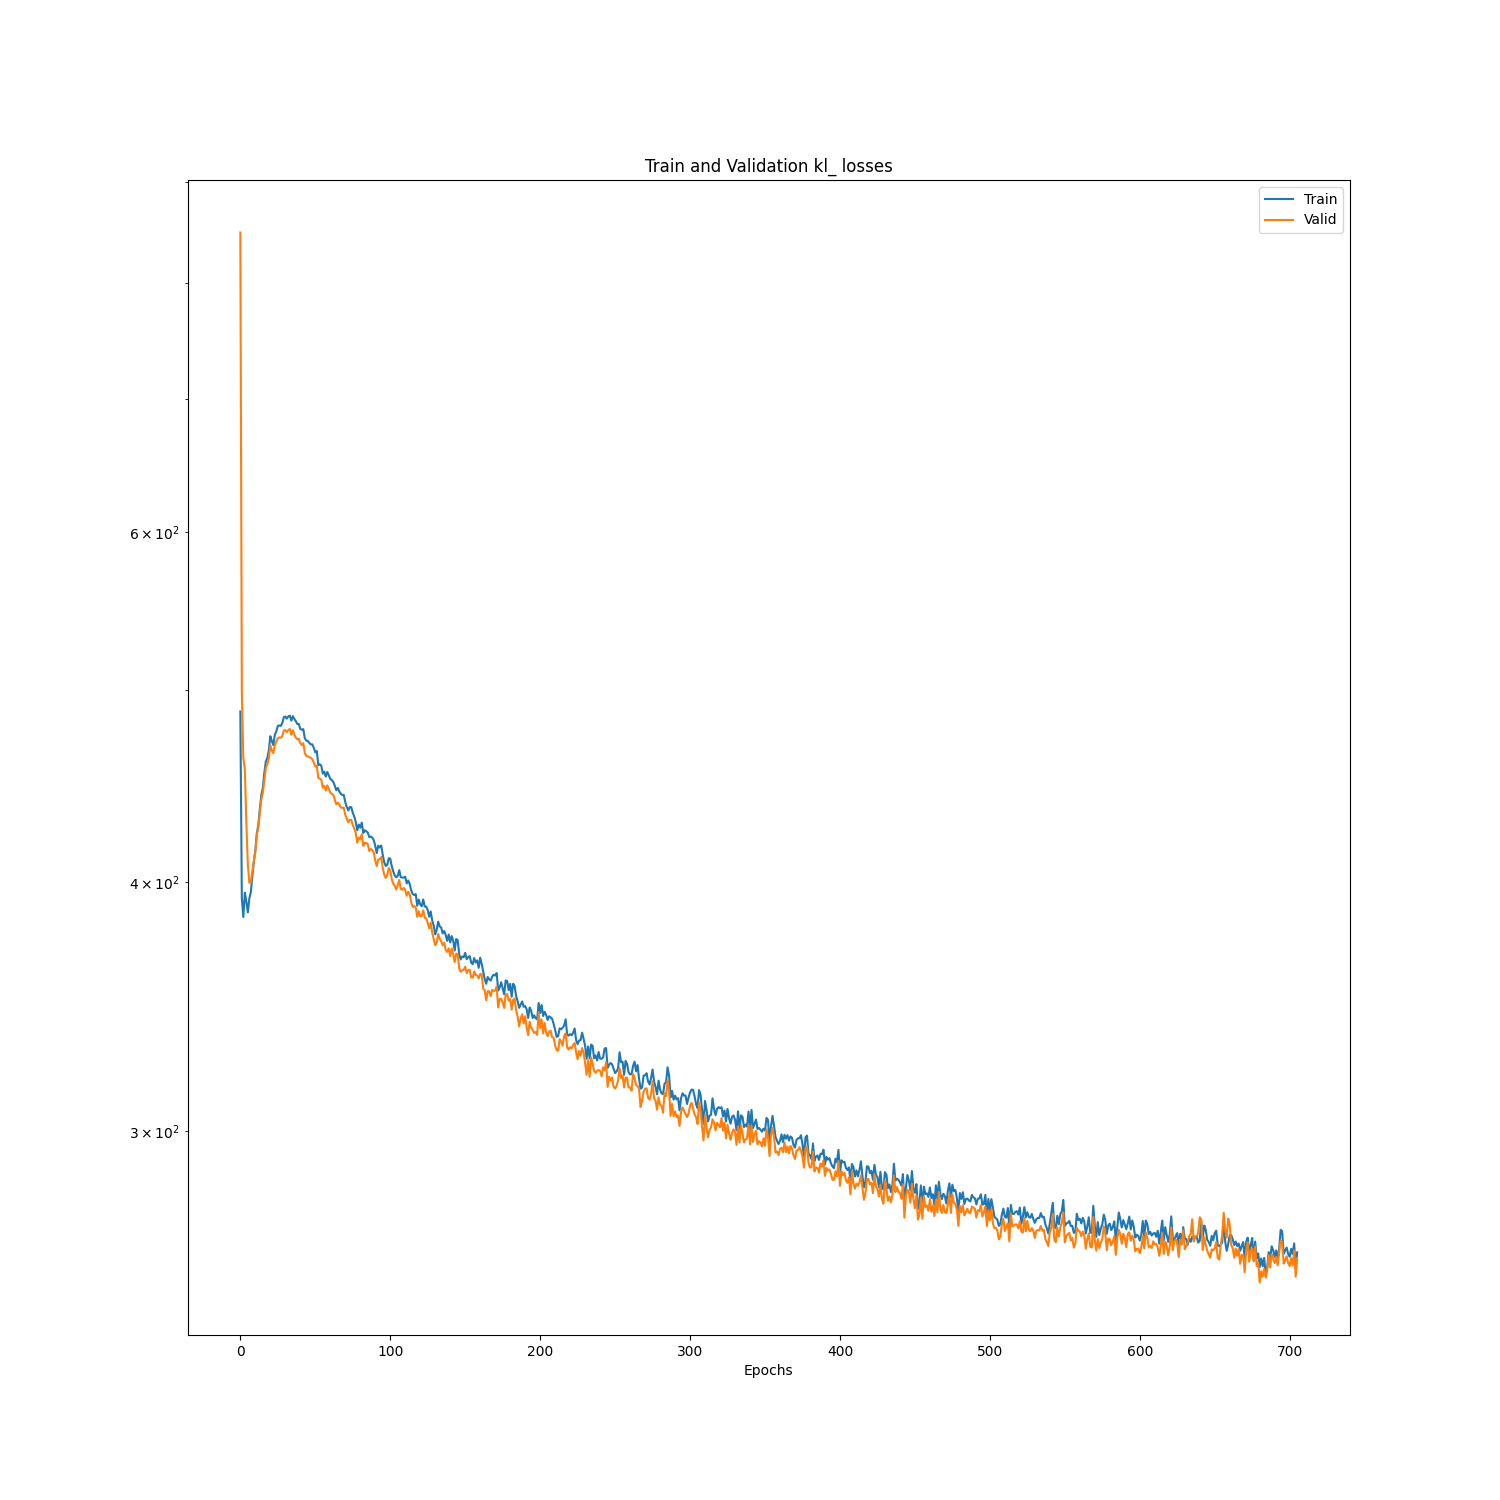 Train and Validation kl_ losses
Train
Valid
6 × 10²
4 × 10²
3 × 10²
0 100 200 300 400 500 600 700
Epochs